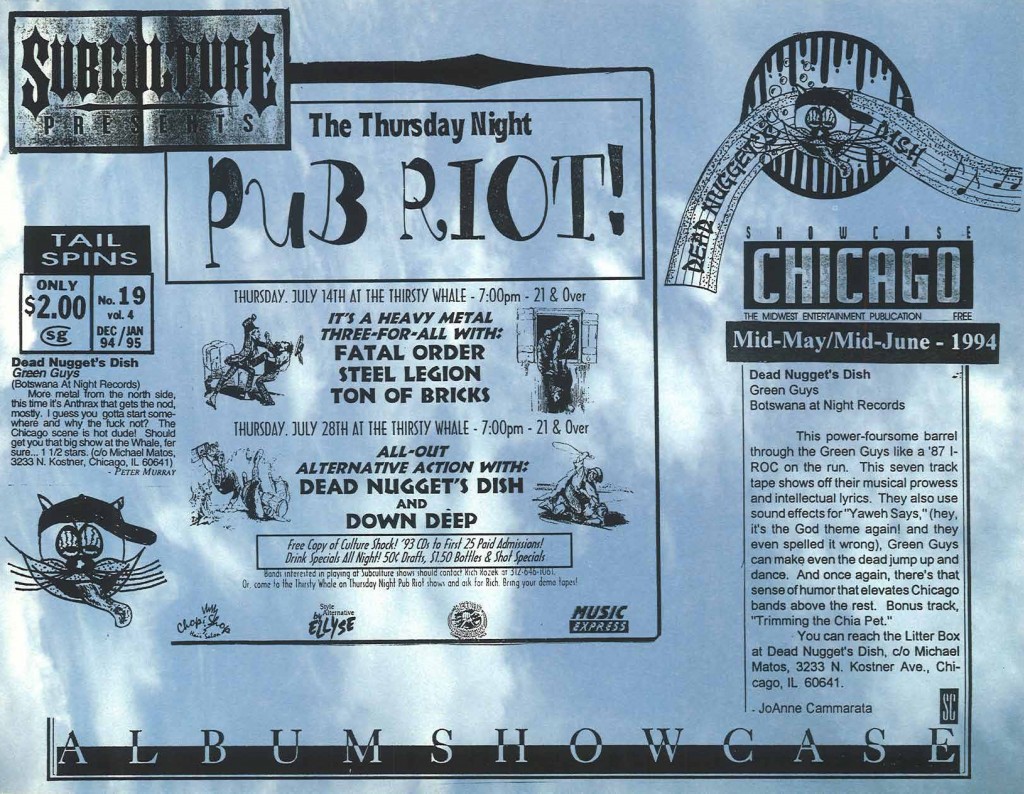 SUBCULTURE
PRESENTS
The Thursday Night
PUB RIOT!
THURSDAY, JULY 14TH AT THE THIRSTY WHALE - 7:00pm - 21 & Over
IT'S A HEAVY METAL
THREE-FOR-ALL WITH:
FATAL ORDER
STEEL LEGION
TON OF BRICKS
THURSDAY, JULY 28TH AT THE THIRSTY WHALE - 7:00pm - 21 & Over
ALL-OUT
ALTERNATIVE ACTION WITH:
DEAD NUGGET'S DISH
AND
DOWN DEEP
Free Copy of Culture Shock! '93 CDs to First 25 Paid Admissions!
Drink Specials All Night! 50¢ Drafts, $1.50 Bottles & Shot Specials
Bands interested in playing at Subculture shows should contact Rich Rozek at 312-646-1061.
Or, come to the Thirsty Whale on Thursday Night Pub Riot shows and ask for Rich. Bring your demo tapes!
Chop Shop
Hair Salon
Style
Alternative
by
ELLYSE
MUSIC
EXPRESS
TAIL
SPINS
ONLY
$2.00
sg
No. 19
vol. 4
DEC/JAN
94/95
Dead Nugget's Dish
Green Guys
(Botswana At Night Records)
More metal from the north side,
this time it's Anthrax that gets the nod,
mostly. I guess you gotta start some-
where and why the fuck not? The
Chicago scene is hot dude! Should
get you that big show at the Whale, fer
sure... 1 1/2 stars. (c/o Michael Matos,
3233 N. Kostner, Chicago, IL 60641)
- PETER MURRAY
DEAD NUGGET'S DISH
SHOWCASE
CHICAGO
THE MIDWEST ENTERTAINMENT PUBLICATION FREE
Mid-May/Mid-June - 1994
Dead Nugget's Dish
Green Guys
Botswana at Night Records
This power-foursome barrel
through the Green Guys like a '87 I-
ROC on the run. This seven track
tape shows off their musical prowess
and intellectual lyrics. They also use
sound effects for "Yaweh Says," (hey,
it's the God theme again! and they
even spelled it wrong), Green Guys
can make even the dead jump up and
dance. And once again, there's that
sense of humor that elevates Chicago
bands above the rest. Bonus track,
"Trimming the Chia Pet."
You can reach the Litter Box
at Dead Nugget's Dish, c/o Michael
Matos, 3233 N. Kostner Ave., Chi-
cago, IL 60641.
- JoAnne Cammarata
SC
ALBUM SHOWCASE